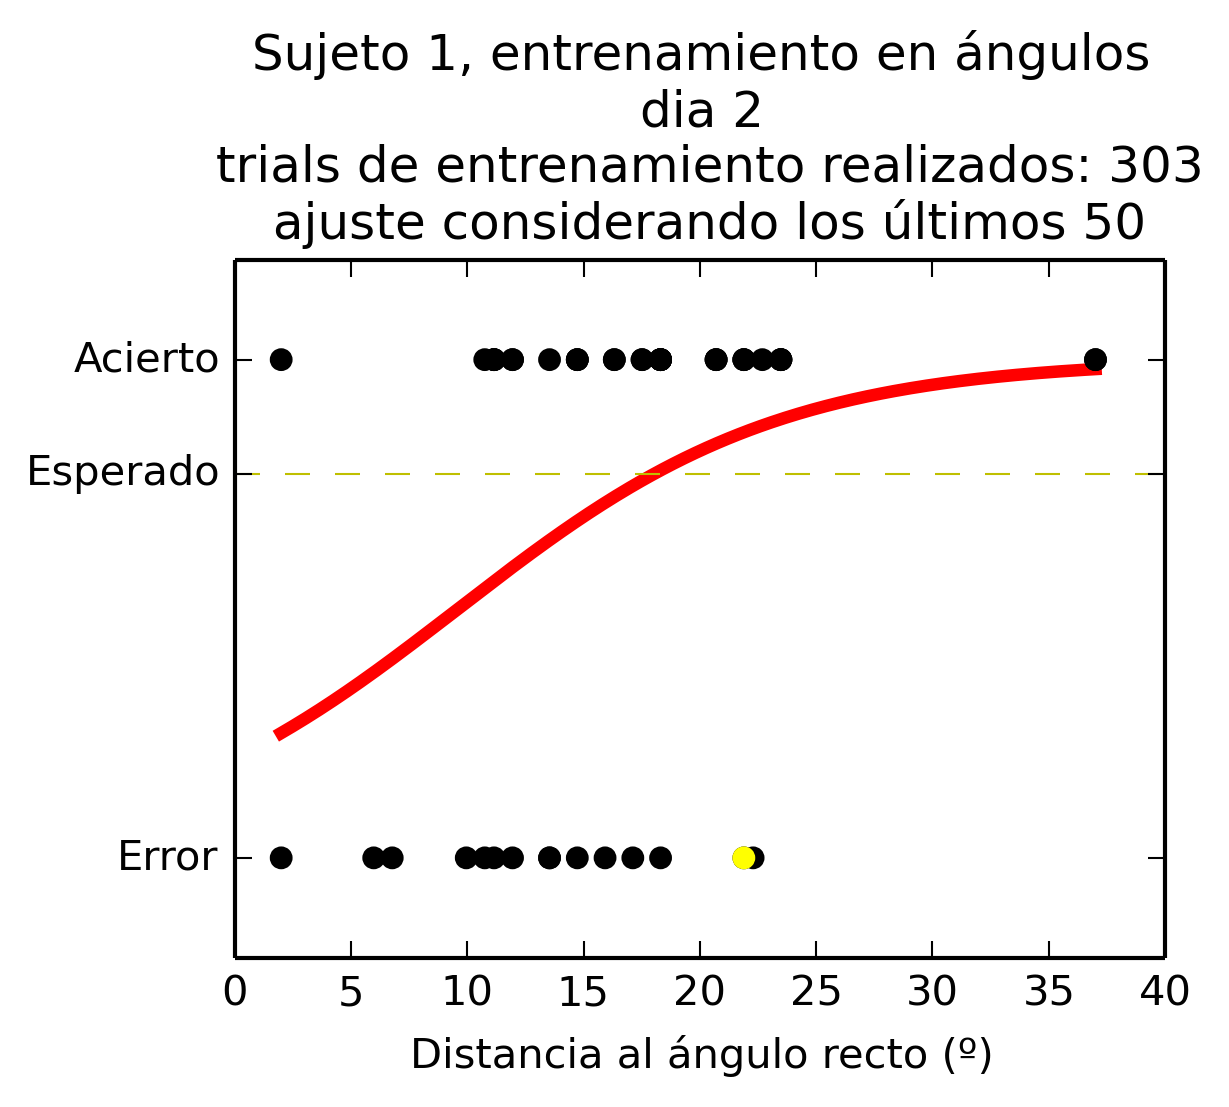 Sujeto 1, entrenamiento en ángulos
dia 2
trials de entrenamiento realizados: 303
ajuste considerando los últimos 50
Acierto
Esperado
Error
0 5 10 15 20 25 30 35 40
Distancia al ángulo recto (º)